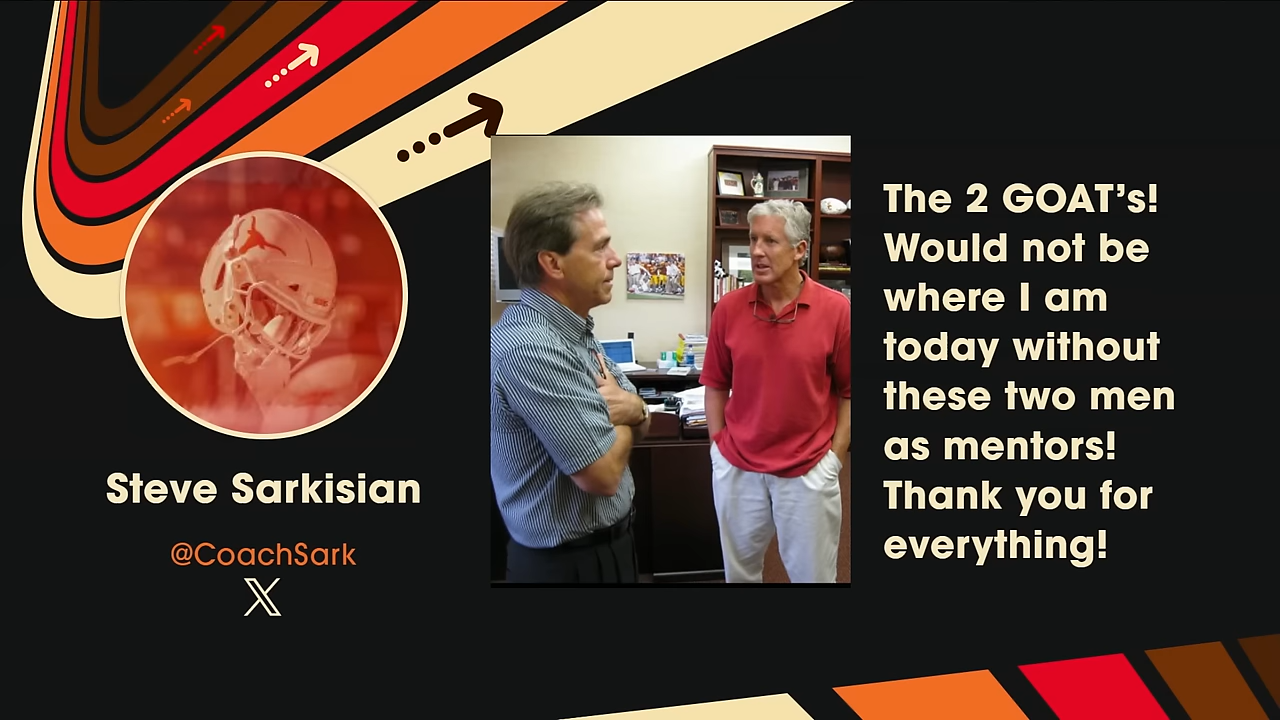 Steve Sarkisian
@CoachSark
The 2 GOAT’s!
Would not be
where I am
today without
these two men
as mentors!
Thank you for
everything!